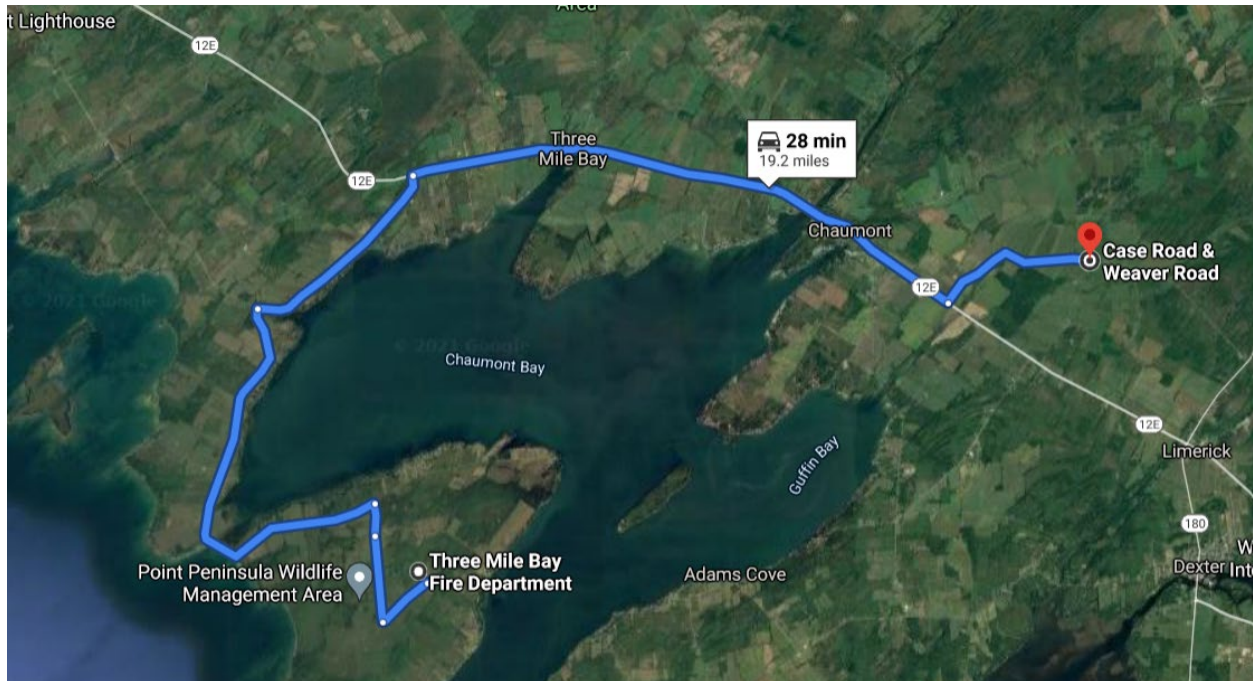 t Lighthouse
Area
12E
Three
Mile Bay
28 min
19.2 miles
12E
Chaumont
Case Road &
Weaver Road
12E
© 2021 Google
© 2021 Google
Chaumont Bay
12E
Limerick
Guffin Bay
180
Three Mile Bay
Fire Department
Point Peninsula Wildlife
Management Area
Adams Cove
W
Dexter
Int